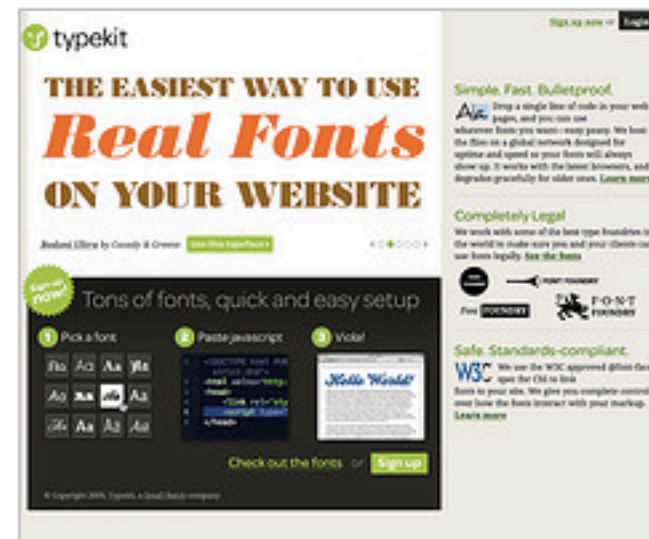 typekit
Sign up now or Login
THE EASIEST WAY TO USE
Real Fonts
ON YOUR WEBSITE
Bodoni Ultra by Canada Use this typeface
Sign up now!
Tons of fonts, quick and easy setup
1 Pick a font
2 Paste javascript
3 Viola!
Hello World!
Check out the fonts or Sign up
© Copyright 2009, Typekit, a Small Batch company
Simple. Fast. Bulletproof.
Drop a single line of code in your web
pages, and you can use
whatever fonts you want—easy peasy. We host
the files on a global network designed for
uptime and speed so your fonts will always
show up. It works with the latest browsers, and
degrades gracefully for older ones. Learn more
Completely Legal
We work with some of the best type foundries in
the world to make sure you and your clients can
use fonts legally. See the fonts
FONT FOUNDRY
Font FOUNDRY
FONT
FOUNDRY
Safe. Standards-compliant.
W3C We use the W3C approved @font-face
spec for CSS to link
fonts to your site. We give you complete control
over how the fonts interact with your markup.
Learn more